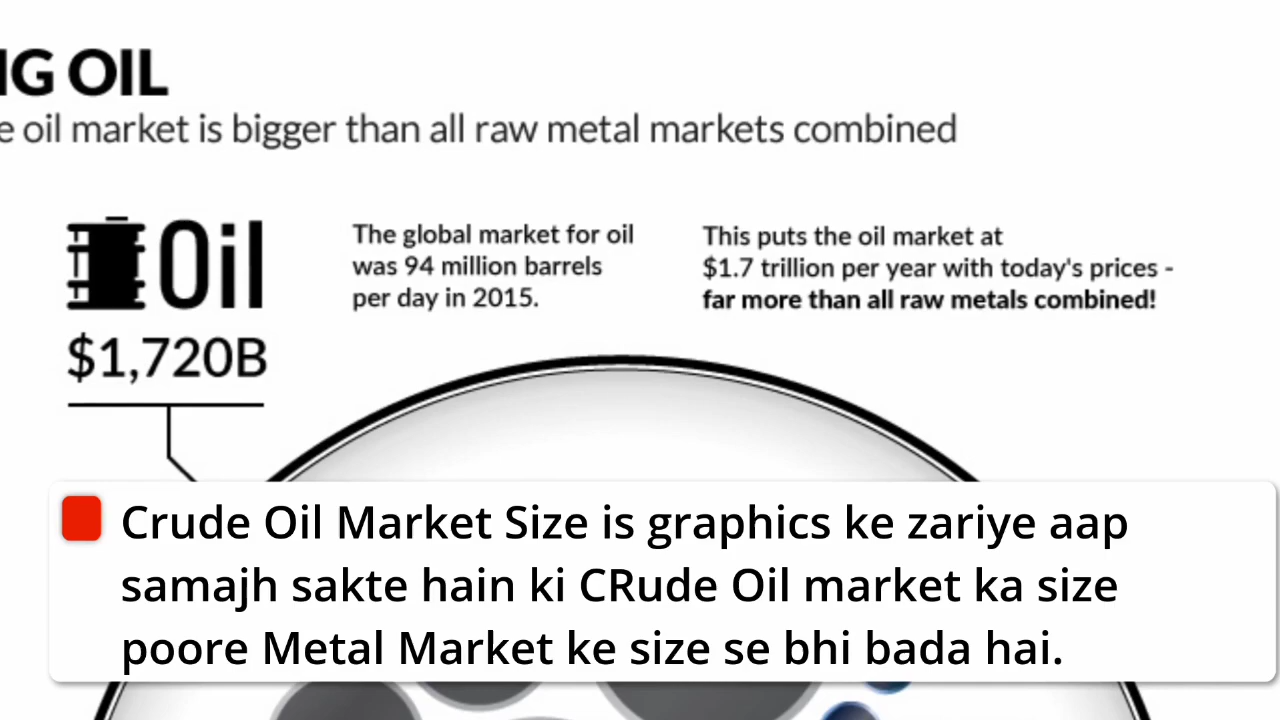 G OIL
oil market is bigger than all raw metal markets combined
Oil
$1,720B
The global market for oil
was 94 million barrels
per day in 2015.
This puts the oil market at
$1.7 trillion per year with today's prices -
far more than all raw metals combined!
Crude Oil Market Size is graphics ke zariye aap
samajh sakte hain ki CRude Oil market ka size
poore Metal Market ke size se bhi bada hai.